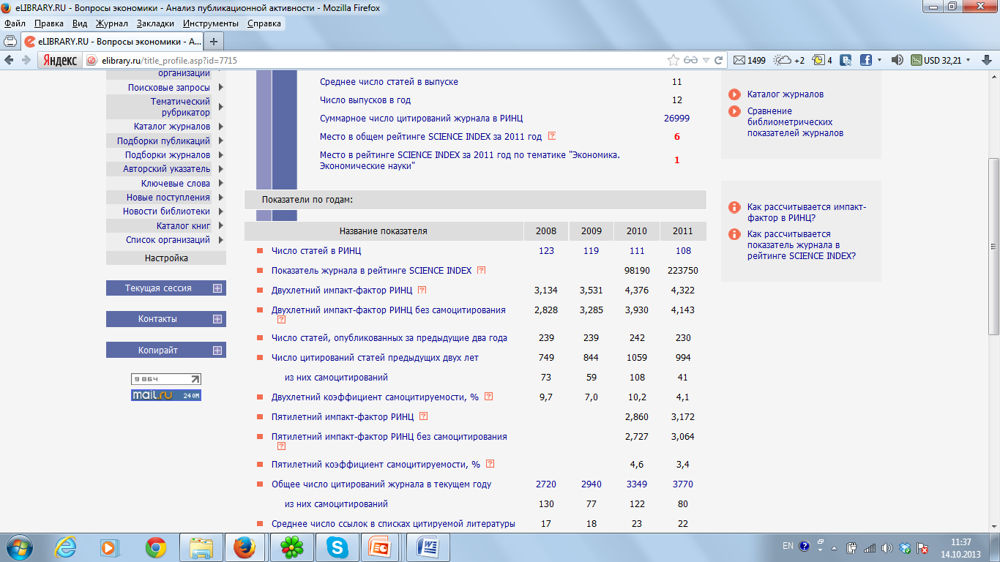 eLIBRARY.RU - Вопросы экономики - Анализ публикационной активности - Mozilla Firefox
Файл Правка Вид Журнал Закладки Инструменты Справка
eLIBRARY.RU - Вопросы экономики - А...
Яндекс elibrary.ru/title_profile.asp?id=7715 1499 +2 4 USD 32,21
организаций
Поисковые запросы
Тематический
рубрикатор
Каталог журналов
Подборки публикаций
Подборки журналов
Авторский указатель
Ключевые слова
Новые поступления
Новости библиотеки
Каталог книг
Список организаций
Настройка
Текущая сессия
Контакты
Копирайт
9864
mail.ru 24
Среднее число статей в выпуске 11
Число выпусков в год 12
Суммарное число цитирований журнала в РИНЦ 26999
Место в общем рейтинге SCIENCE INDEX за 2011 год ? 6
Место в рейтинге SCIENCE INDEX за 2011 год по тематике "Экономика.
Экономические науки" 1
Показатели по годам:
Название показателя 2008 2009 2010 2011
Число статей в РИНЦ 123 119 111 108
Показатель журнала в рейтинге SCIENCE INDEX ? 98190 223750
Двухлетний импакт-фактор РИНЦ ? 3,134 3,531 4,376 4,322
Двухлетний импакт-фактор РИНЦ без самоцитирования 2,828 3,285 3,930 4,143
?
Число статей, опубликованных за предыдущие два года 239 239 242 230
Число цитирований статей предыдущих двух лет 749 844 1059 994
из них самоцитирований 73 59 108 41
Двухлетний коэффициент самоцитируемости, % ? 9,7 7,0 10,2 4,1
Пятилетний импакт-фактор РИНЦ ? 2,860 3,172
Пятилетний импакт-фактор РИНЦ без самоцитирования 2,727 3,064
?
Пятилетний коэффициент самоцитируемости, % ? 4,6 3,4
Общее число цитирований журнала в текущем году 2720 2940 3349 3770
из них самоцитирований 130 77 122 80
Среднее число ссылок в списках цитируемой литературы 17 18 23 22
Каталог журналов
Сравнение
библиометрических
показателей журналов
Как рассчитывается импакт-
фактор в РИНЦ?
Как рассчитывается
показатель журнала в
рейтинге SCIENCE INDEX?
EN
11:37
14.10.2013